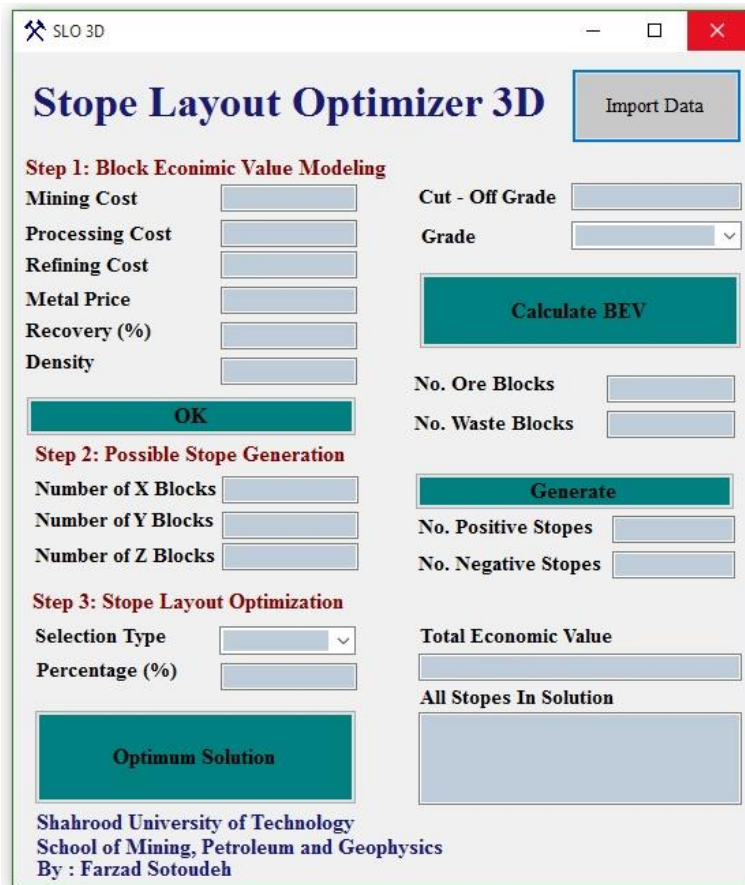 SLO 3D
Stope Layout Optimizer 3D
Import Data
Step 1: Block Econimic Value Modeling
Mining Cost
Cut - Off Grade
Processing Cost
Grade
Refining Cost
Metal Price
Calculate BEV
Recovery (%)
Density
No. Ore Blocks
OK
No. Waste Blocks
Step 2: Possible Stope Generation
Number of X Blocks
Generate
Number of Y Blocks
No. Positive Stopes
Number of Z Blocks
No. Negative Stopes
Step 3: Stope Layout Optimization
Selection Type
Total Economic Value
Percentage (%)
All Stopes In Solution
Optimum Solution
Shahrood University of Technology
School of Mining, Petroleum and Geophysics
By : Farzad Sotoudeh